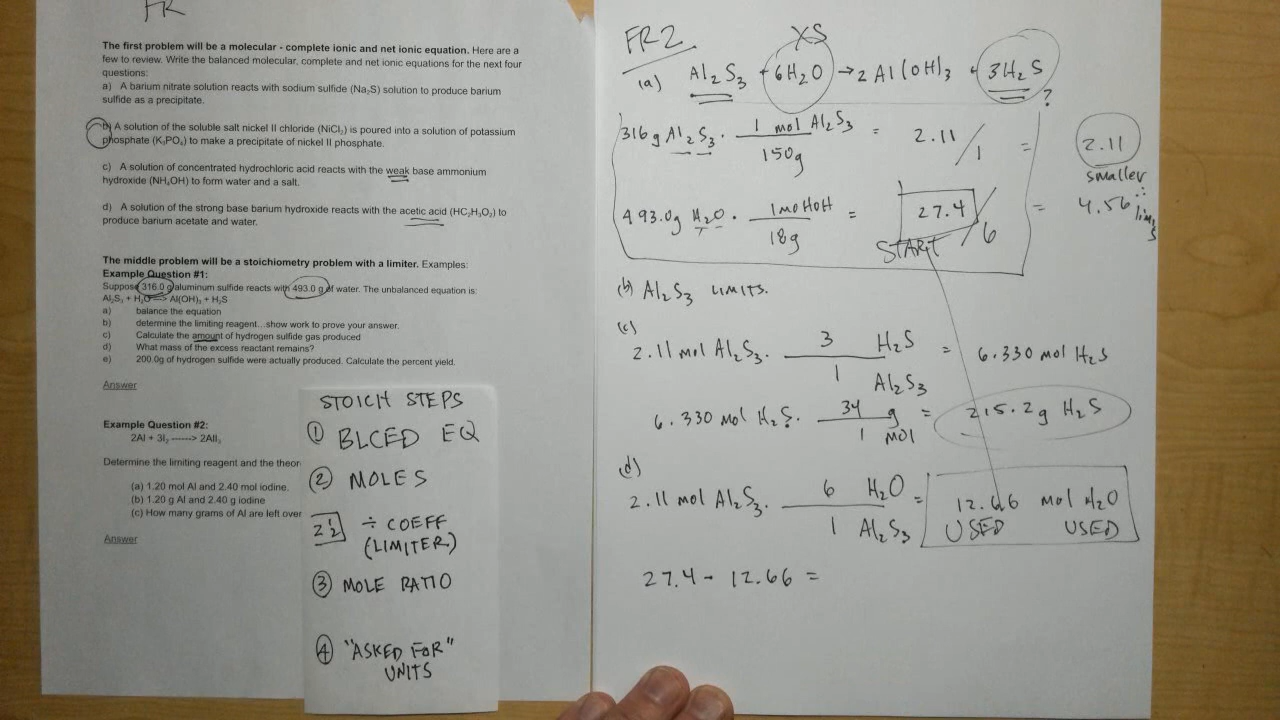 FR
The first problem will be a molecular - complete ionic and net ionic equation. Here are a
few to review. Write the balanced molecular, complete and net ionic equations for the next four
questions:
a) A barium nitrate solution reacts with sodium sulfide (Na₂S) solution to produce barium
sulfide as a precipitate.
b) A solution of the soluble salt nickel II chloride (NiCl₂) is poured into a solution of potassium
phosphate (K₃PO₄) to make a precipitate of nickel II phosphate.
c) A solution of concentrated hydrochloric acid reacts with the weak base ammonium
hydroxide (NH₄OH) to form water and a salt.
d) A solution of the strong base barium hydroxide reacts with the acetic acid (HC₂H₃O₂) to
produce barium acetate and water.
The middle problem will be a stoichiometry problem with a limiter. Examples:
Example Question #1:
Suppose 316.0 g aluminum sulfide reacts with 493.0 g of water. The unbalanced equation is:
Al₂S₃ + H₂O ---> Al(OH)₃ + H₂S
a) balance the equation
b) determine the limiting reagent...show work to prove your answer.
c) Calculate the amount of hydrogen sulfide gas produced
d) What mass of the excess reactant remains?
e) 200.0g of hydrogen sulfide were actually produced. Calculate the percent yield.
Answer
Example Question #2:
2Al + 3I₂ ------> 2AlI₃
Determine the limiting reagent and the theor
(a) 1.20 mol Al and 2.40 mol iodine.
(b) 1.20 g Al and 2.40 g iodine
(c) How many grams of Al are left over
Answer
STOICH STEPS
① BLCED EQ
② MOLES
2½ ÷ COEFF
(LIMITER)
③ MOLE RATIO
④ "ASKED FOR"
UNITS
FR2 XS
(a) Al₂S₃ + 6H₂O → 2Al(OH)₃ + 3H₂S
?
316g Al₂S₃ · 1 mol Al₂S₃ / 150g = 2.11 / 1 = 2.11
smaller
∴
493.0g H₂O · 1 mol HOH / 18g = 27.4 / 6 = 4.56
START
(b) Al₂S₃ LIMITS.
(c)
2.11 mol Al₂S₃ · 3 H₂S / 1 Al₂S₃ = 6.330 mol H₂S
6.330 mol H₂S · 34 g / 1 mol = 215.2g H₂S
(d)
2.11 mol Al₂S₃ · 6 H₂O / 1 Al₂S₃ = 12.66 mol H₂O
USED USED
27.4 - 12.66 =